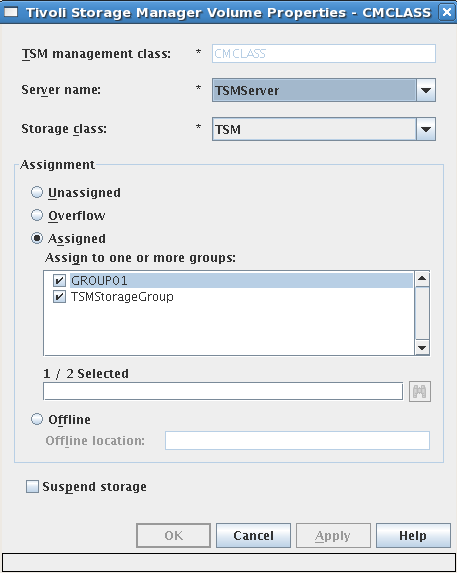 Tivoli Storage Manager Volume Properties - CMCLASS
TSM management class: * CMCLASS
Server name: * TSMServer
Storage class: * TSM
Assignment
Unassigned
Overflow
Assigned
Assign to one or more groups:
GROUP01
TSMStorageGroup
1 / 2 Selected
Offline
Offline location:
Suspend storage
OK Cancel Apply Help